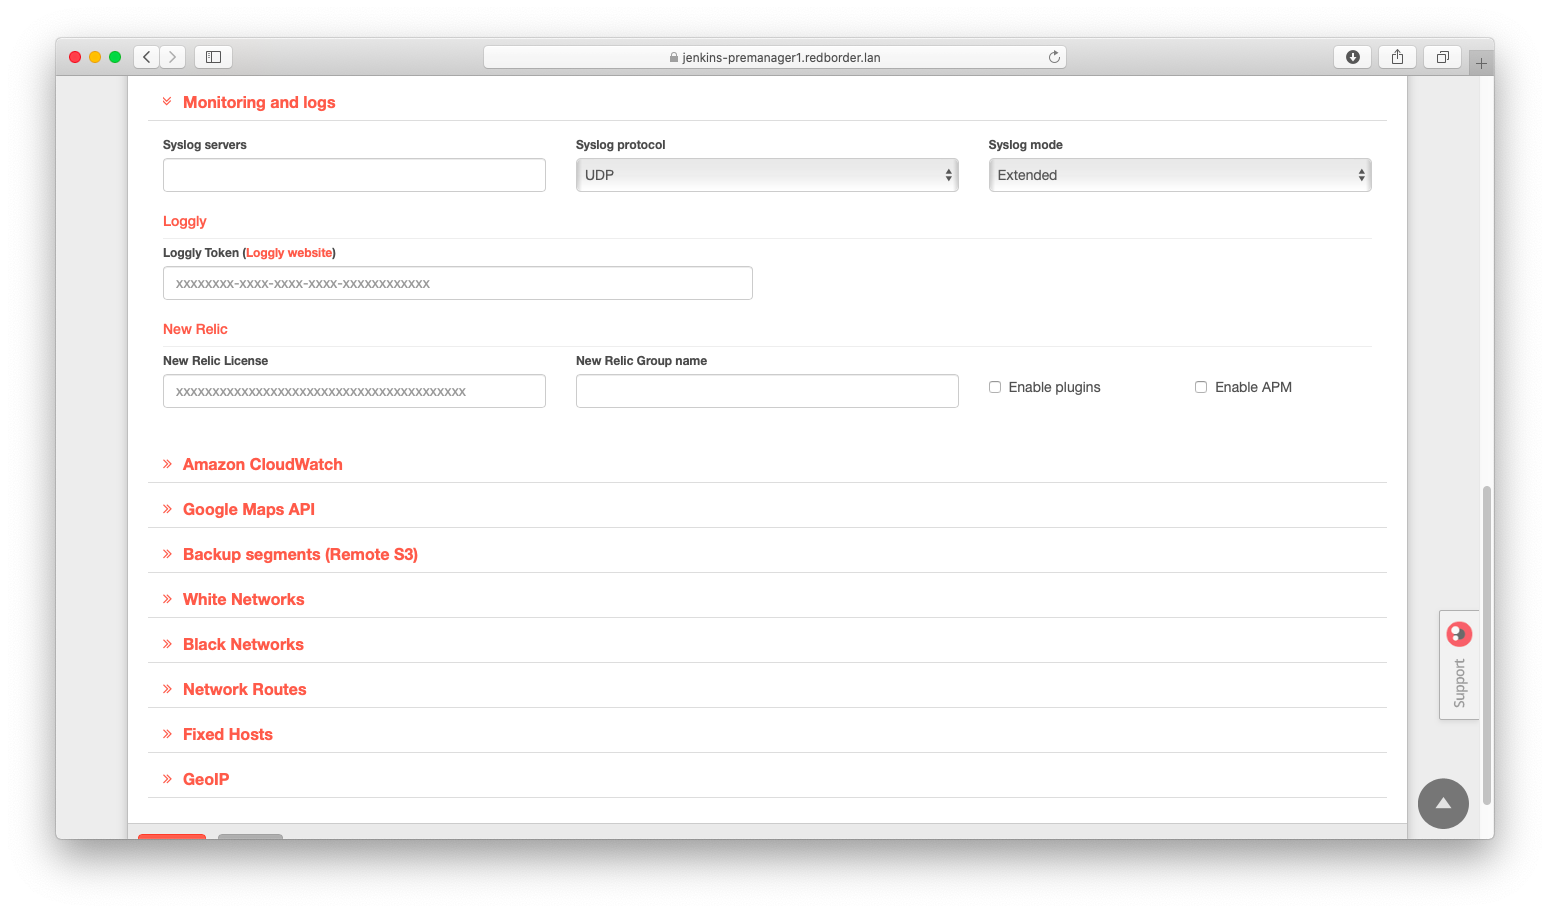 jenkins-premanager1.redborder.lan
Monitoring and logs
Syslog servers
Syslog protocol
Syslog mode
UDP
Extended
Loggly
Loggly Token (Loggly website)
xxxxxxxx-xxxx-xxxx-xxxx-xxxxxxxxxxxx
New Relic
New Relic License
New Relic Group name
xxxxxxxxxxxxxxxxxxxxxxxxxxxxxxxxxxxxxxxx
Enable plugins
Enable APM
Amazon CloudWatch
Google Maps API
Backup segments (Remote S3)
White Networks
Black Networks
Network Routes
Fixed Hosts
GeoIP
Support